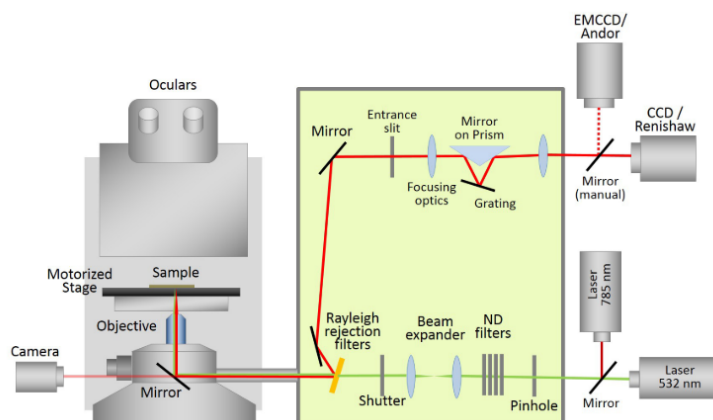 EMCCD/
Andor
Oculars
CCD /
Renishaw
Entrance
slit
Mirror
on Prism
Mirror
Focusing
optics
Grating
Mirror
(manual)
Motorized
Stage
Sample
Laser
785 nm
Objective
Rayleigh
rejection
filters
Beam
expander
ND
filters
Camera
Mirror
Shutter
Pinhole
Mirror
Laser
532 nm